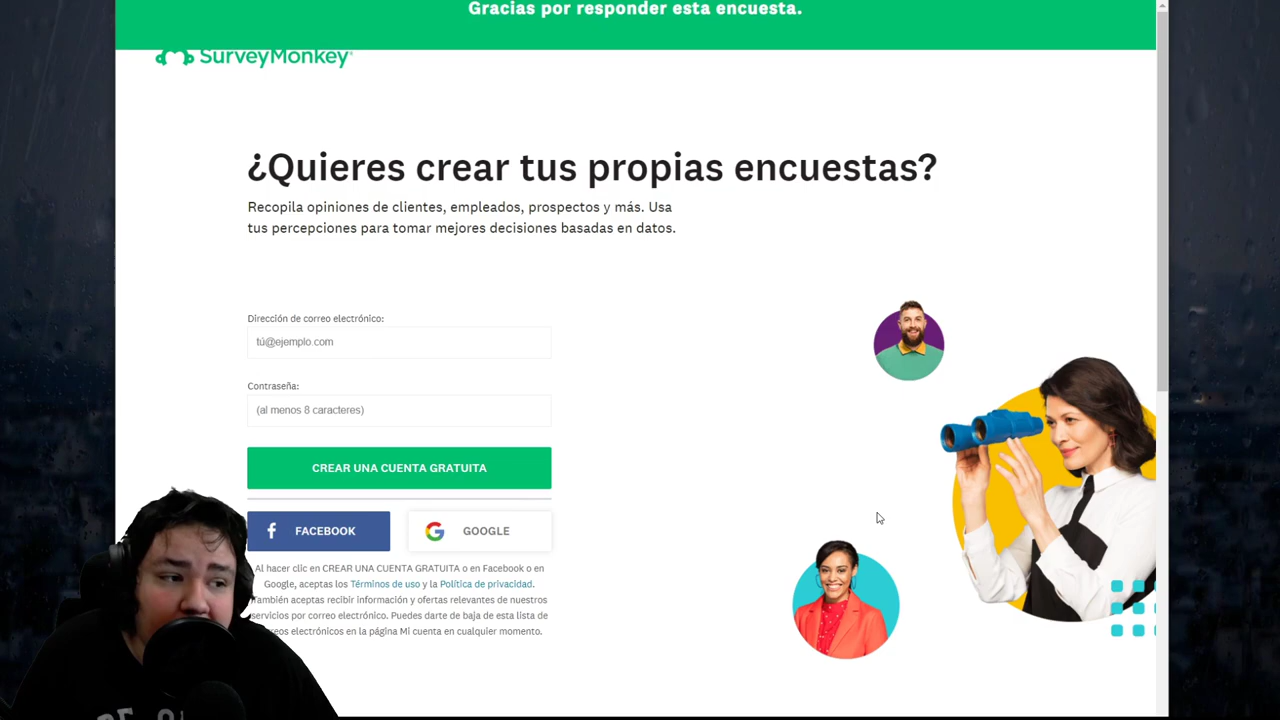 Gracias por responder esta encuesta.
SurveyMonkey®
¿Quieres crear tus propias encuestas?
Recopila opiniones de clientes, empleados, prospectos y más. Usa
tus percepciones para tomar mejores decisiones basadas en datos.
Dirección de correo electrónico:
tú@ejemplo.com
Contraseña:
(al menos 8 caracteres)
CREAR UNA CUENTA GRATUITA
FACEBOOK
GOOGLE
Al hacer clic en CREAR UNA CUENTA GRATUITA o en Facebook o en
Google, aceptas los Términos de uso y la Política de privacidad.
También aceptas recibir información y ofertas relevantes de nuestros
servicios por correo electrónico. Puedes darte de baja de esta lista de
correos electrónicos en la página Mi cuenta en cualquier momento.